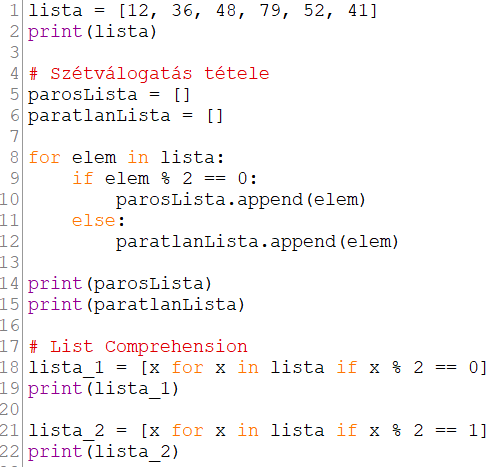 1 lista = [12, 36, 48, 79, 52, 41]
2 print(lista)
3
4 # Szétválogatás tétele
5 parosLista = []
6 paratlanLista = []
7
8 for elem in lista:
9     if elem % 2 == 0:
10         parosLista.append(elem)
11     else:
12         paratlanLista.append(elem)
13
14 print(parosLista)
15 print(paratlanLista)
16
17 # List Comprehension
18 lista_1 = [x for x in lista if x % 2 == 0]
19 print(lista_1)
20
21 lista_2 = [x for x in lista if x % 2 == 1]
22 print(lista_2)